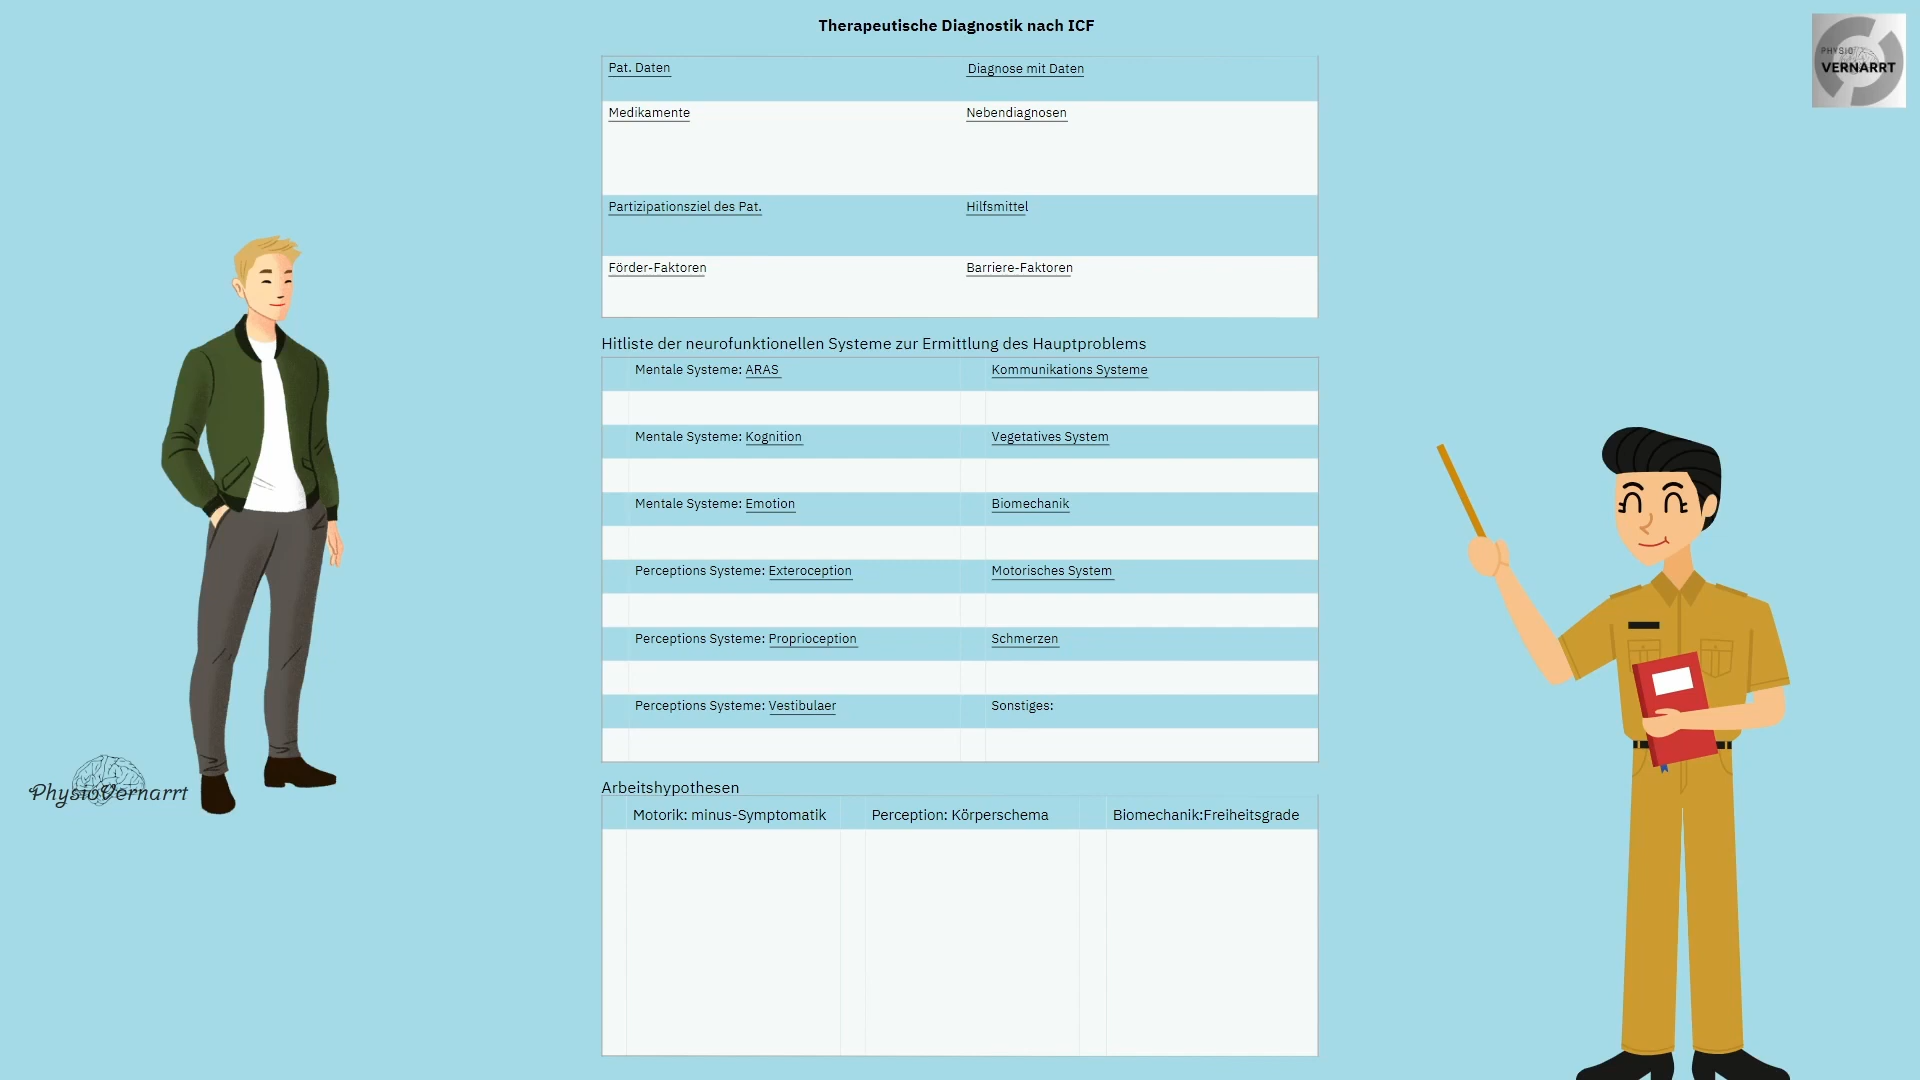 Therapeutische Diagnostik nach ICF
PHYSIO
VERNARRT
Pat. Daten
Diagnose mit Daten
Medikamente
Nebendiagnosen
Partizipationsziel des Pat.
Hilfsmittel
Förder-Faktoren
Barriere-Faktoren
Hitliste der neurofunktionellen Systeme zur Ermittlung des Hauptproblems
Mentale Systeme: ARAS
Kommunikations Systeme
Mentale Systeme: Kognition
Vegetatives System
Mentale Systeme: Emotion
Biomechanik
Perceptions Systeme: Exteroception
Motorisches System
Perceptions Systeme: Proprioception
Schmerzen
Perceptions Systeme: Vestibulaer
Sonstiges:
PhysioVernarrt
Arbeitshypothesen
Motorik: minus-Symptomatik
Perception: Körperschema
Biomechanik:Freiheitsgrade